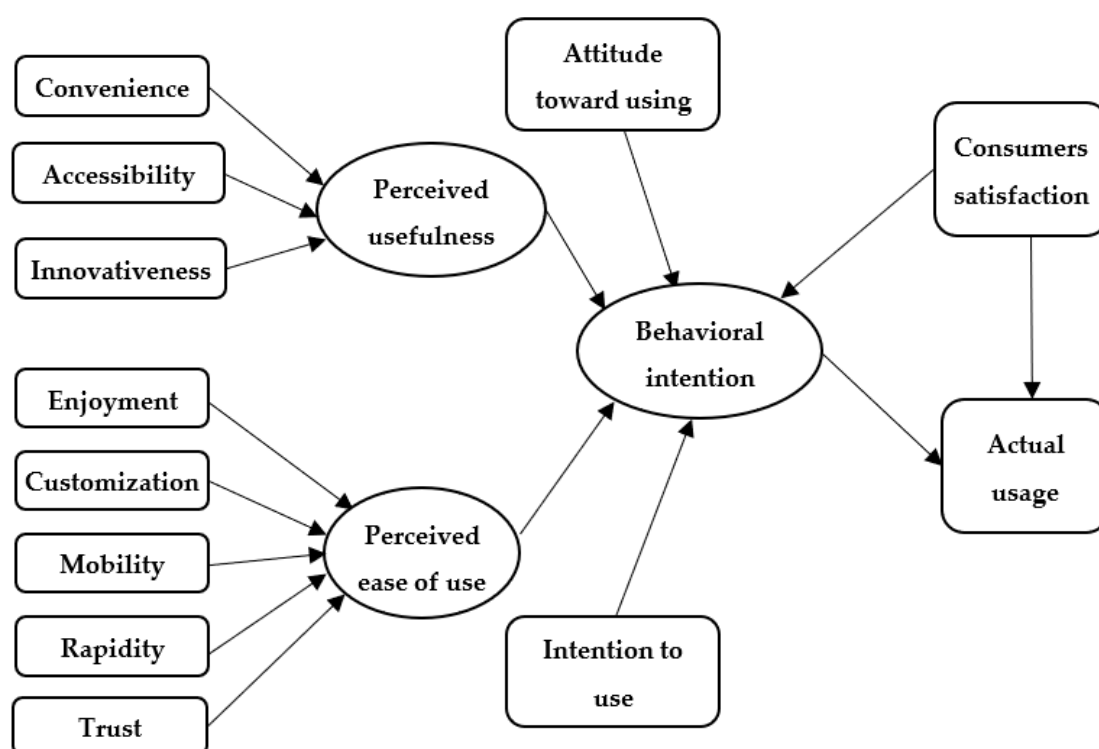 Convenience
Accessibility
Innovativeness
Perceived
usefulness
Attitude
toward using
Consumers
satisfaction
Behavioral
intention
Enjoyment
Customization
Mobility
Rapidity
Trust
Perceived
ease of use
Intention to
use
Actual
usage